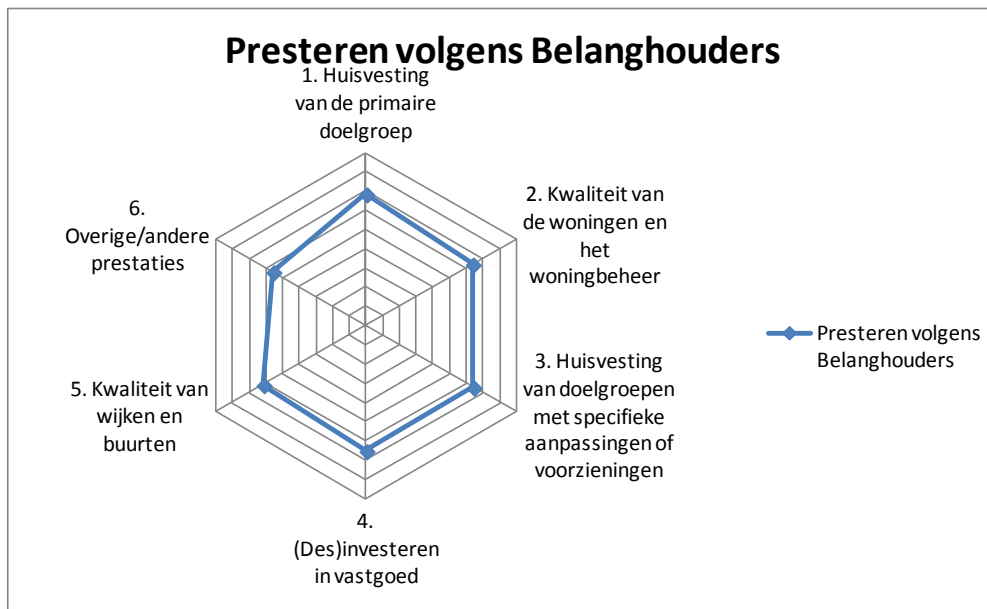 Presteren volgens Belanghouders
1. Huisvesting
van de primaire
doelgroep
2. Kwaliteit van
de woningen en
het
woningbeheer
3. Huisvesting
van doelgroepen
met specifieke
aanpassingen of
voorzieningen
4.
(Des)investeren
in vastgoed
5. Kwaliteit van
wijken en
buurten
6.
Overige/andere
prestaties
Presteren volgens
Belanghouders